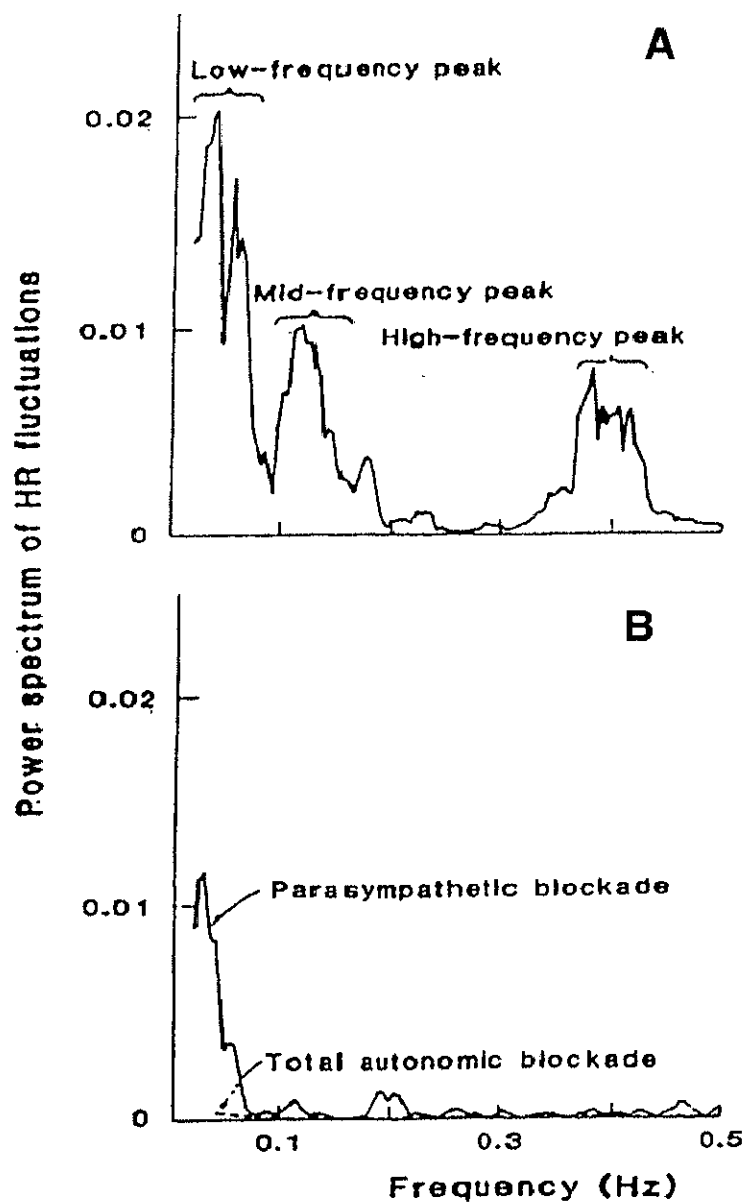 A
Low-frequency peak
0.02
Mid-frequency peak
0.01
High-frequency peak
0
Power spectrum of HR fluctuations
B
0.02
0.01
Parasympathetic blockade
Total autonomic blockade
0
0.1
0.3
0.5
Frequency (Hz)